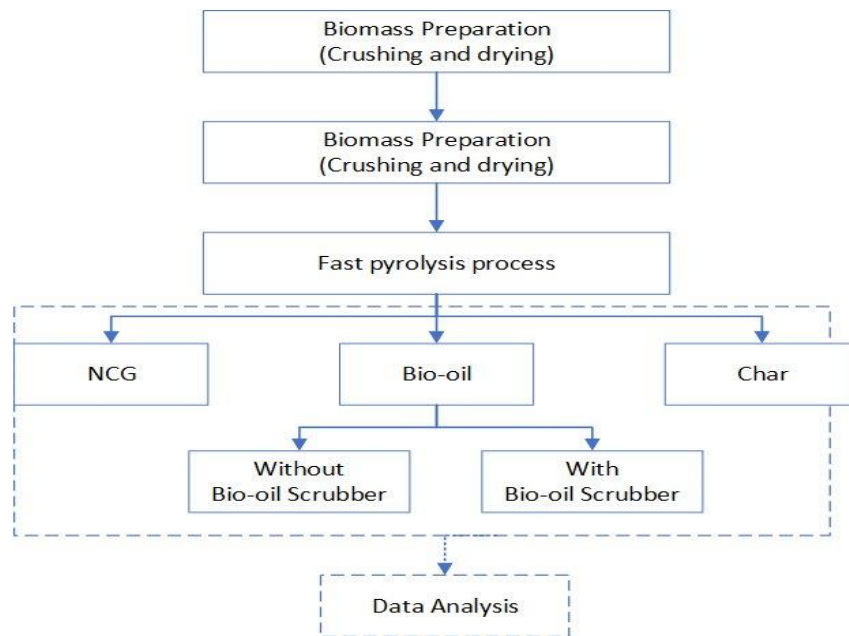 Biomass Preparation
(Crushing and drying)
Biomass Preparation
(Crushing and drying)
Fast pyrolysis process
NCG
Bio-oil
Char
Without
Bio-oil Scrubber
With
Bio-oil Scrubber
Data Analysis